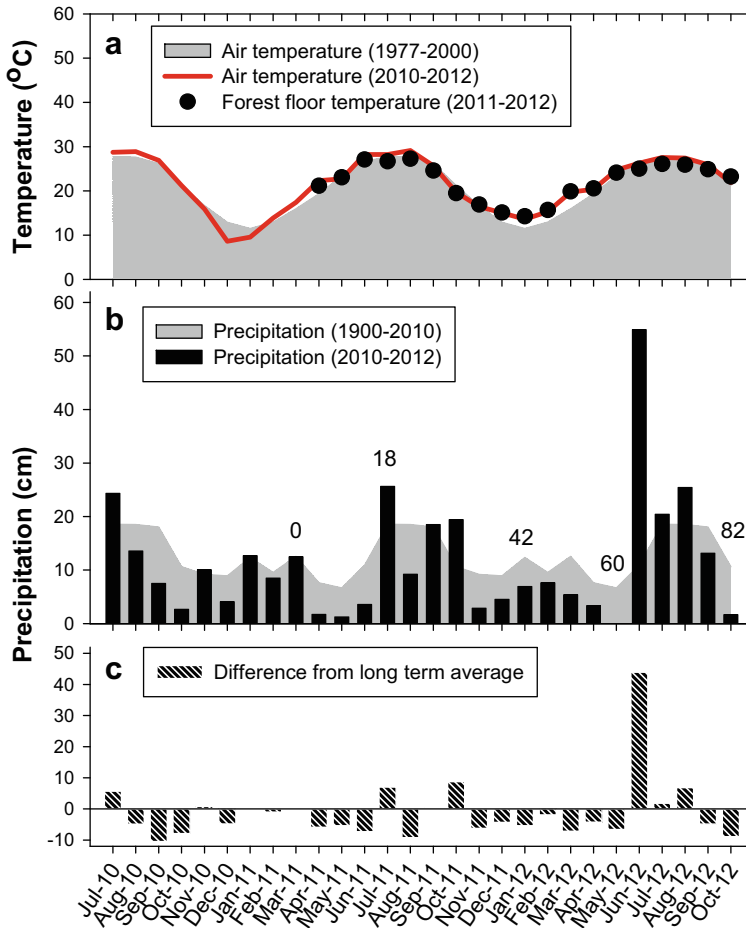 a
Air temperature (1977-2000)
Air temperature (2010-2012)
Forest floor temperature (2011-2012)
Temperature (⁰C)
60
50
40
30
20
10
0
b
Precipitation (1900-2010)
Precipitation (2010-2012)
Precipitation (cm)
60
50
40
30
20
10
0
0
18
42
60
82
c
Difference from long term average
50
40
30
20
10
0
-10
Jul-10
Aug-10
Sep-10
Oct-10
Nov-10
Dec-10
Jan-11
Feb-11
Mar-11
Apr-11
May-11
Jun-11
Jul-11
Aug-11
Sep-11
Oct-11
Nov-11
Dec-11
Jan-12
Feb-12
Mar-12
Apr-12
May-12
Jun-12
Jul-12
Aug-12
Sep-12
Oct-12